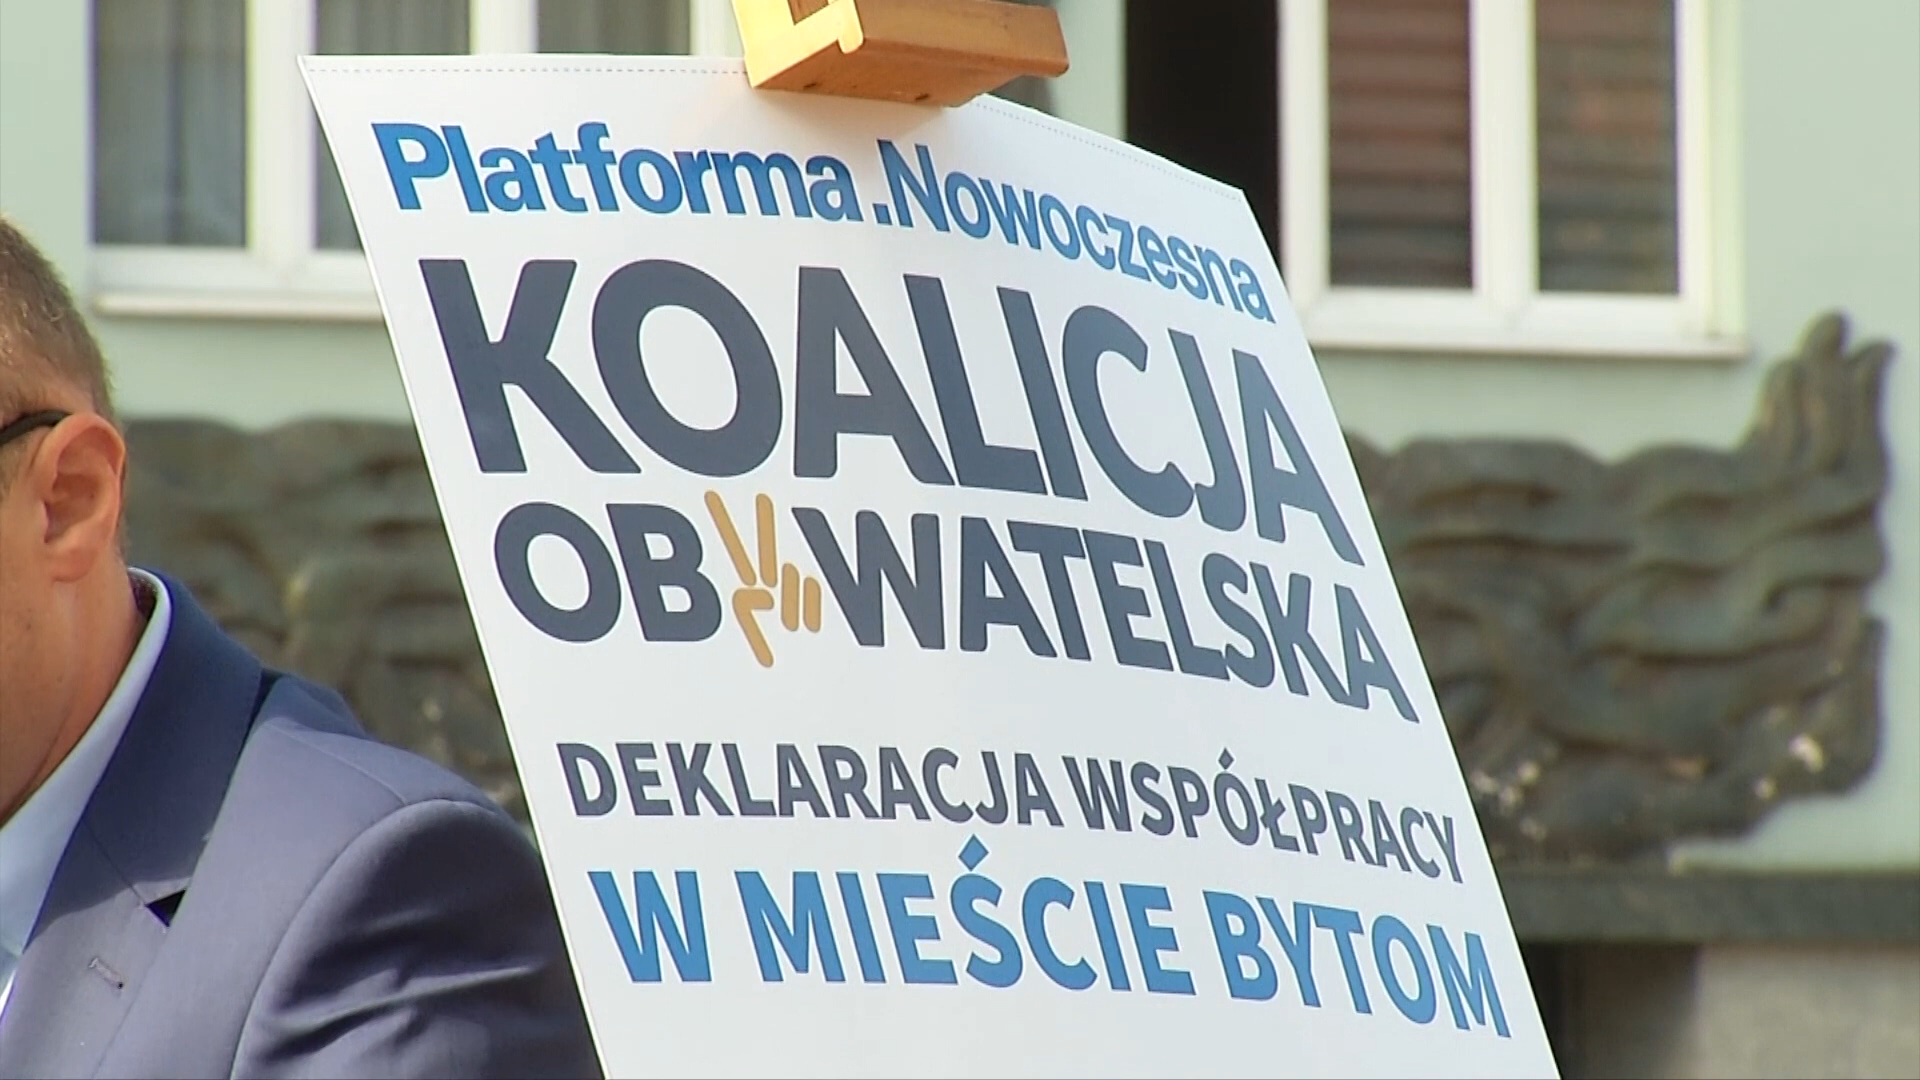 Platforma.Nowoczesna
KOALICJA
OBYWATELSKA
DEKLARACJA WSPÓŁPRACY
W MIEŚCIE BYTOM